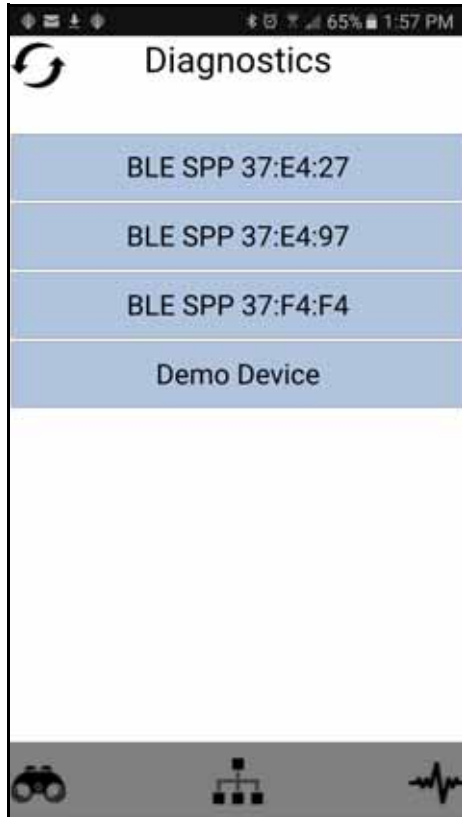 65% 1:57 PM
Diagnostics
BLE SPP 37:E4:27
BLE SPP 37:E4:97
BLE SPP 37:F4:F4
Demo Device